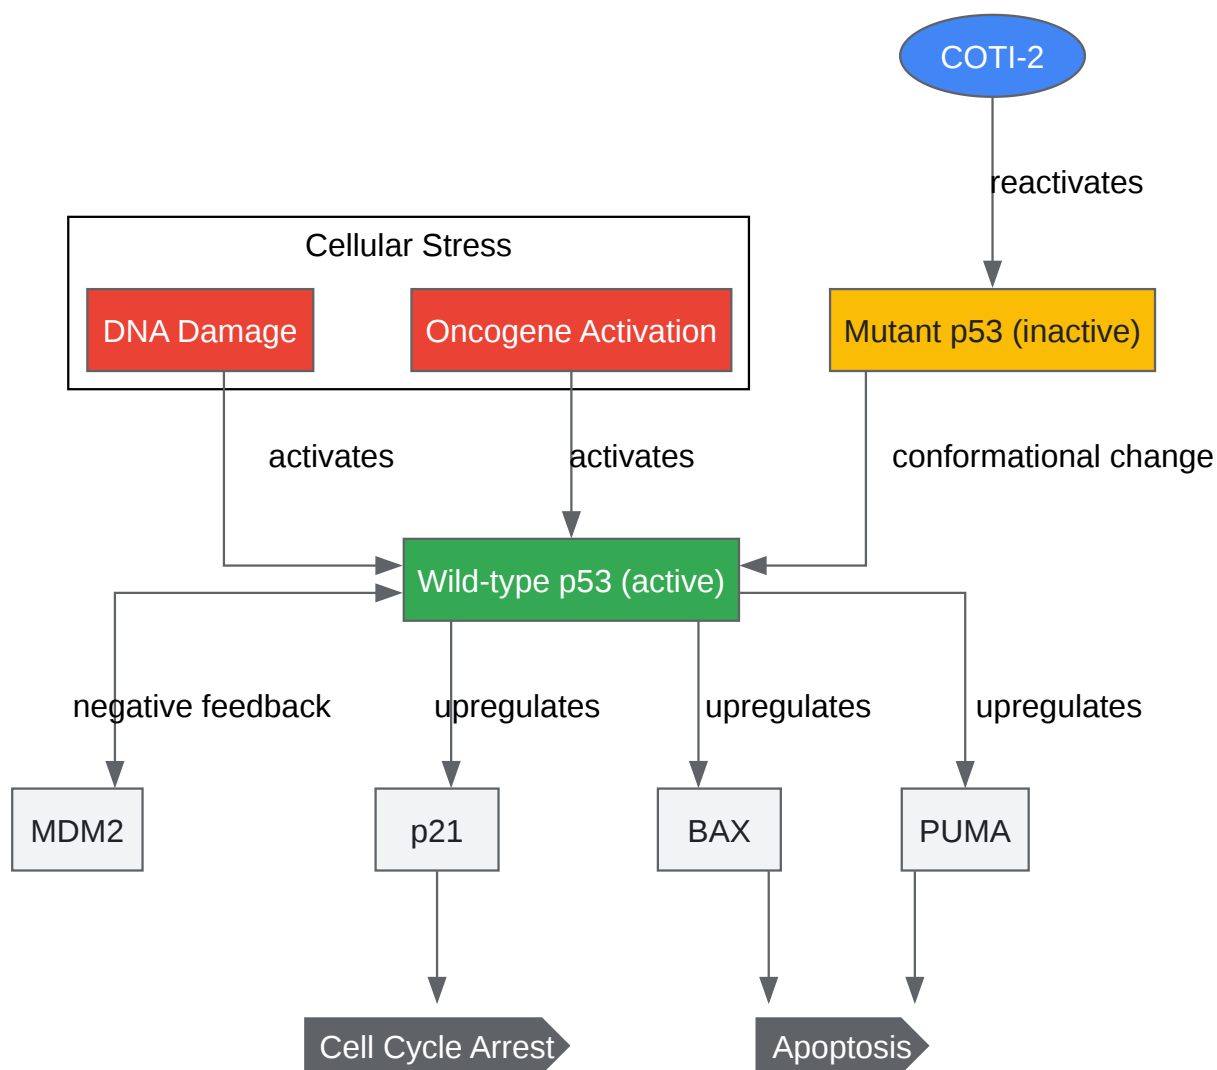 COTI-2
reactivates
Cellular Stress
DNA Damage
Oncogene Activation
Mutant p53 (inactive)
activates
activates
conformational change
Wild-type p53 (active)
negative feedback
upregulates
upregulates
upregulates
MDM2
p21
BAX
PUMA
Cell Cycle Arrest
Apoptosis